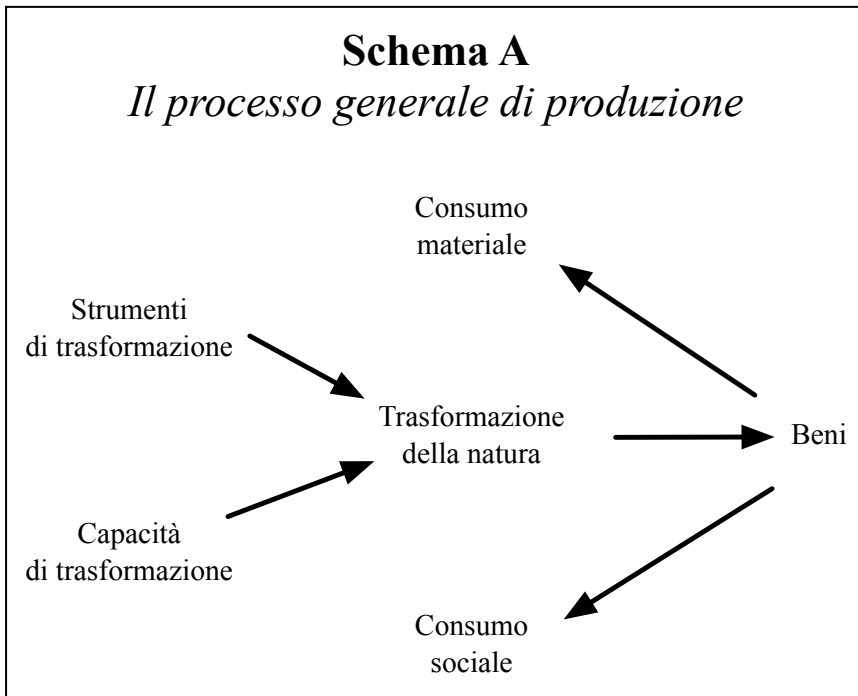 Schema A
Il processo generale di produzione
Consumo
materiale
Strumenti
di trasformazione
Trasformazione
della natura
Beni
Capacità
di trasformazione
Consumo
sociale